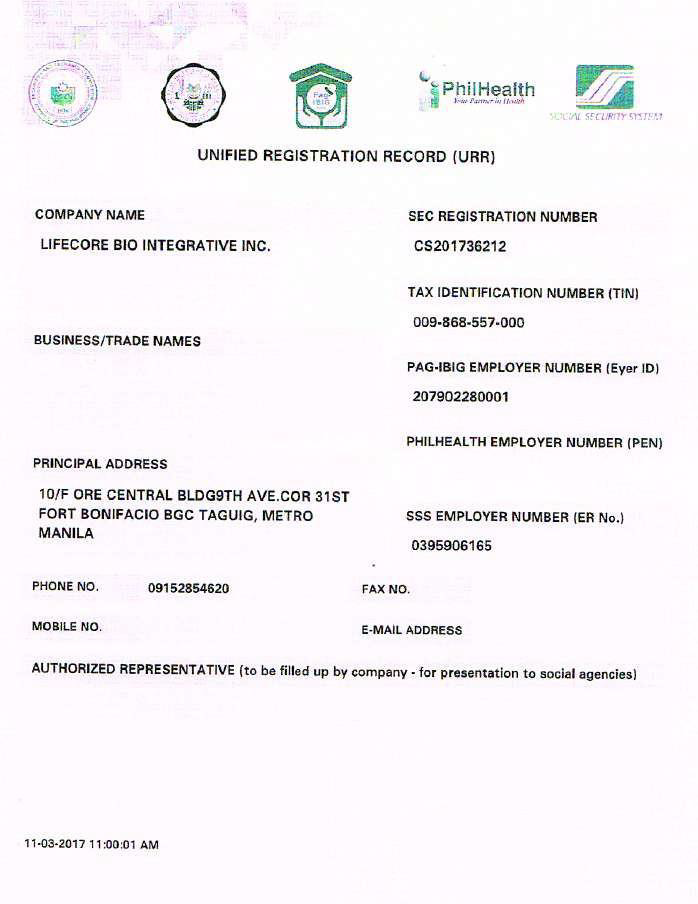 Pag-IBIG
PhilHealth
Your Partner in Health
SOCIAL SECURITY SYSTEM
UNIFIED REGISTRATION RECORD (URR)
COMPANY NAME
LIFECORE BIO INTEGRATIVE INC.
SEC REGISTRATION NUMBER
CS201736212
TAX IDENTIFICATION NUMBER (TIN)
009-868-557-000
BUSINESS/TRADE NAMES
PAG-IBIG EMPLOYER NUMBER (Eyer ID)
207902280001
PHILHEALTH EMPLOYER NUMBER (PEN)
PRINCIPAL ADDRESS
10/F ORE CENTRAL BLDG9TH AVE.COR 31ST
FORT BONIFACIO BGC TAGUIG, METRO
MANILA
SSS EMPLOYER NUMBER (ER No.)
0395906165
PHONE NO. 09152854620
FAX NO.
MOBILE NO.
E-MAIL ADDRESS
AUTHORIZED REPRESENTATIVE (to be filled up by company - for presentation to social agencies)
11-03-2017 11:00:01 AM